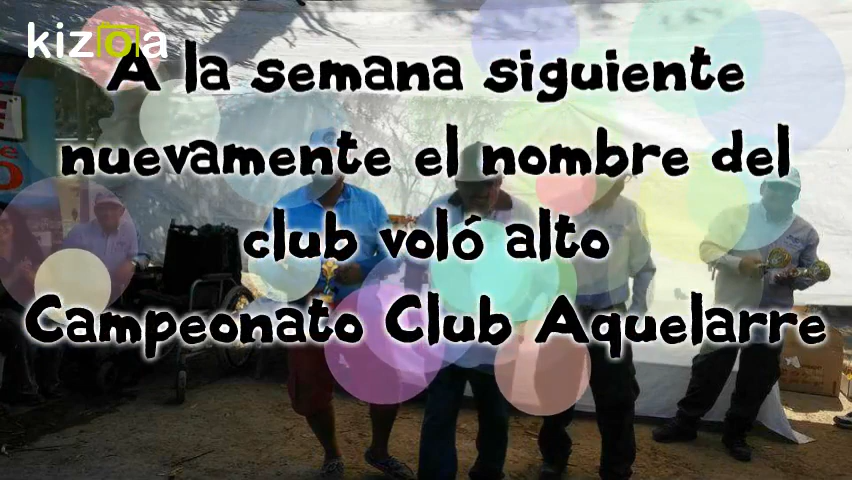 kizoa
A la semana siguiente
nuevamente el nombre del
club voló alto
Campeonato Club Aquelarre